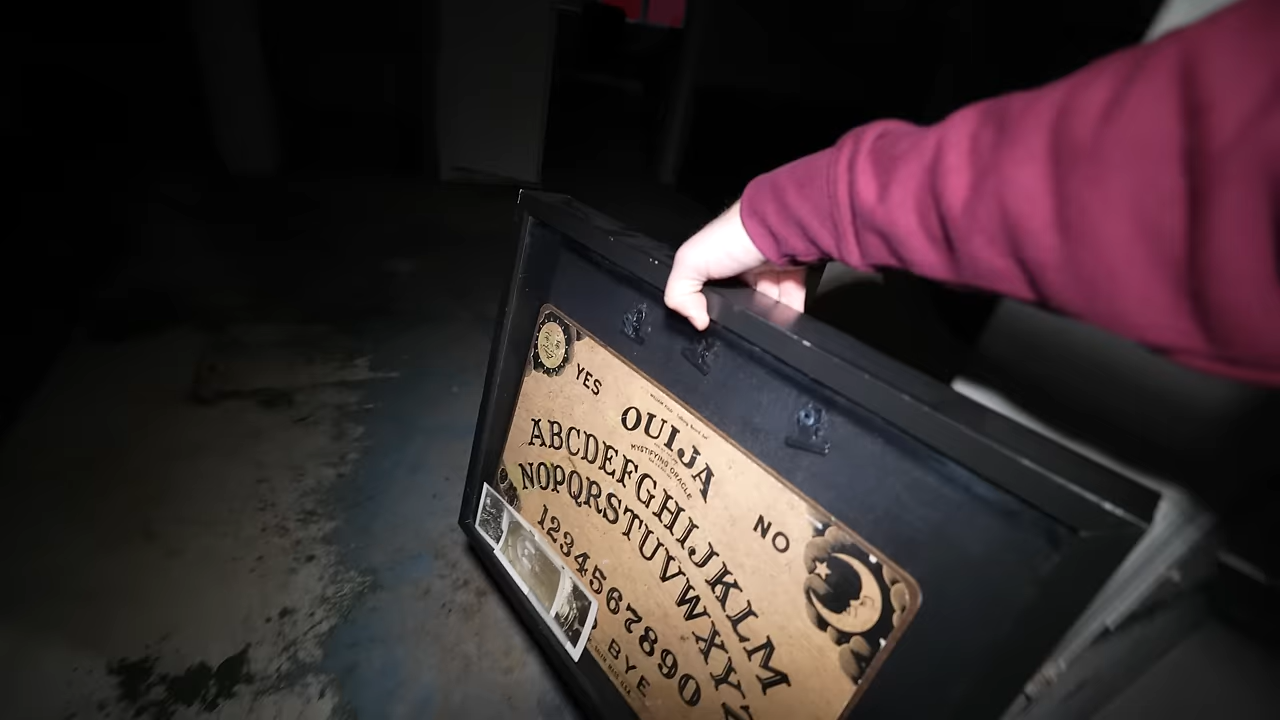 YES
OUIJA
MYSTIFYING ORACLE
NO
ABCDEFGHIJKLM
NOPQRSTUVWXYZ
1234567890
BYE